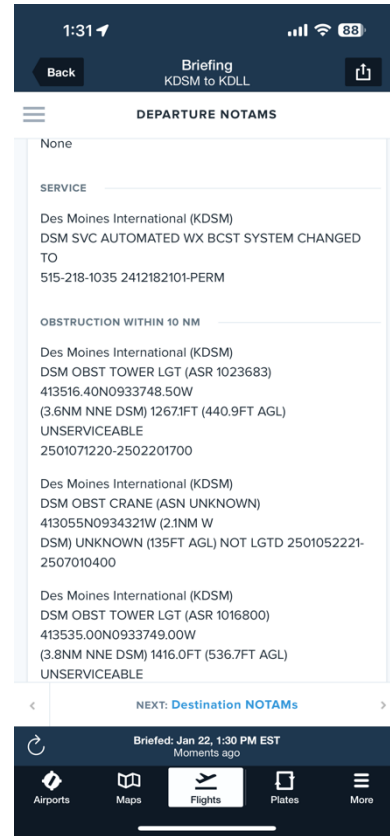 1:31
88
Back
Briefing
KDSM to KDLL
DEPARTURE NOTAMS
None
SERVICE
Des Moines International (KDSM)
DSM SVC AUTOMATED WX BCST SYSTEM CHANGED
TO
515-218-1035 2412182101-PERM
OBSTRUCTION WITHIN 10 NM
Des Moines International (KDSM)
DSM OBST TOWER LGT (ASR 1023683)
413516.40N0933748.50W
(3.6NM NNE DSM) 1267.1FT (440.9FT AGL)
UNSERVICEABLE
2501071220-2502201700
Des Moines International (KDSM)
DSM OBST CRANE (ASN UNKNOWN)
413055N0934321W (2.1NM W
DSM) UNKNOWN (135FT AGL) NOT LGTD 2501052221-
2507010400
Des Moines International (KDSM)
DSM OBST TOWER LGT (ASR 1016800)
413535.00N0933749.00W
(3.8NM NNE DSM) 1416.0FT (536.7FT AGL)
UNSERVICEABLE
NEXT: Destination NOTAMs
Briefed: Jan 22, 1:30 PM EST
Moments ago
Airports
Maps
Flights
Plates
More